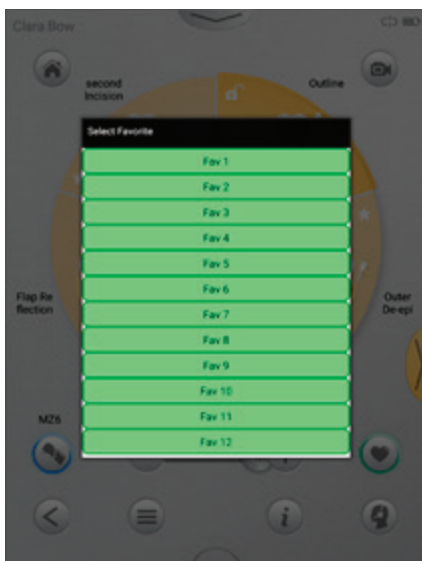 Clara Bow
second
Incision
Outline
Select Favorite
Fav 1
Fav 2
Fav 3
Fav 4
Fav 5
Fav 6
Fav 7
Fav 8
Fav 9
Fav 10
Fav 11
Fav 12
Flap Re
flection
Outer
De-epi
MZ6
i